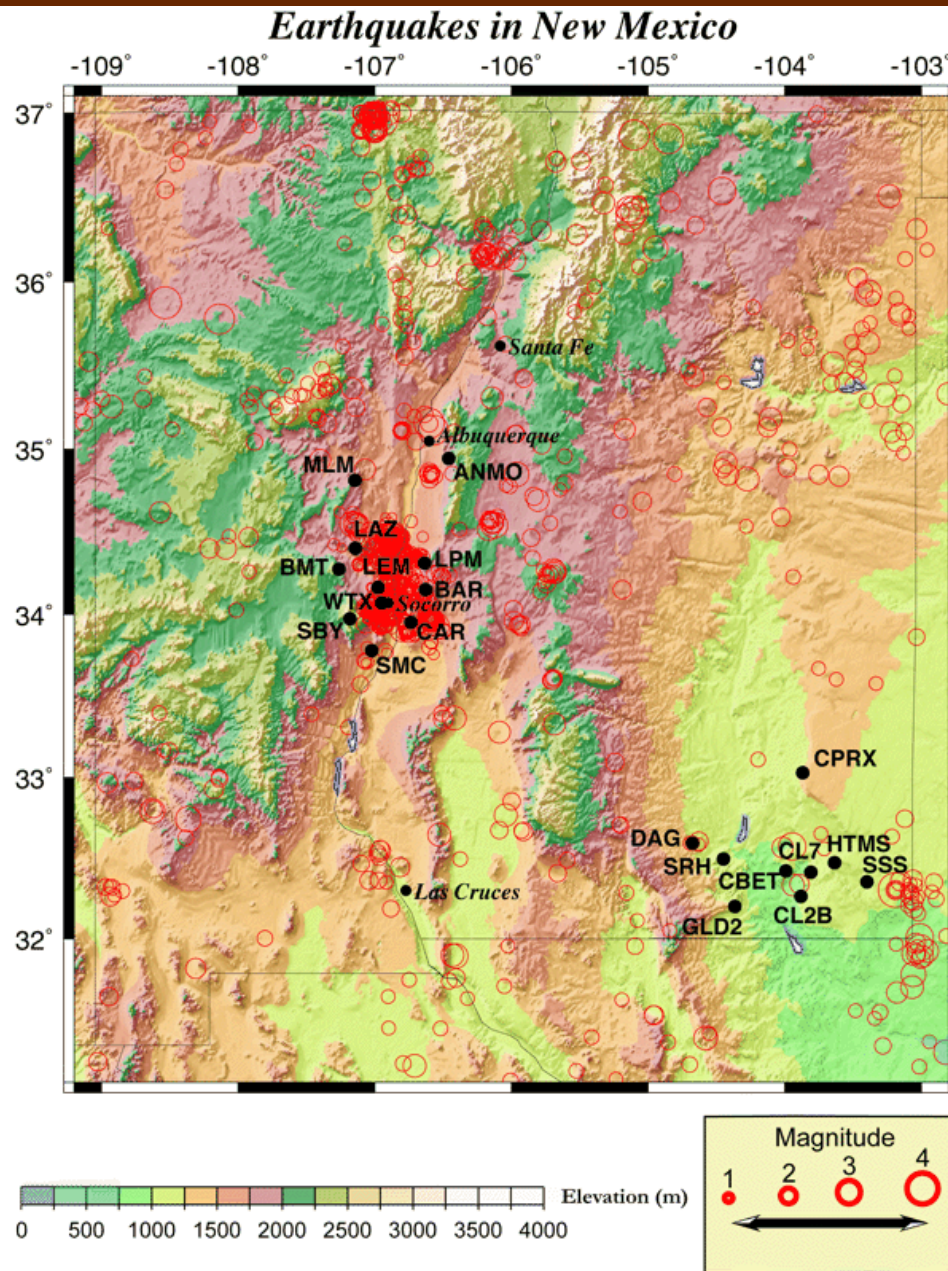 Earthquakes in New Mexico
-109° -108° -107° -106° -105° -104° -103°
37°
36°
Santa Fe
35°
Albuquerque
MLM ANMO
LAZ
BMT LEM LPM
WTX BAR
34° Socorro
SBY CAR
SMC
33°
CPRX
DAG CL7 HTMS
SRH CBET SSS
Las Cruces
GLD2 CL2B
32°
Magnitude
1 2 3 4
Elevation (m)
0 500 1000 1500 2000 2500 3000 3500 4000